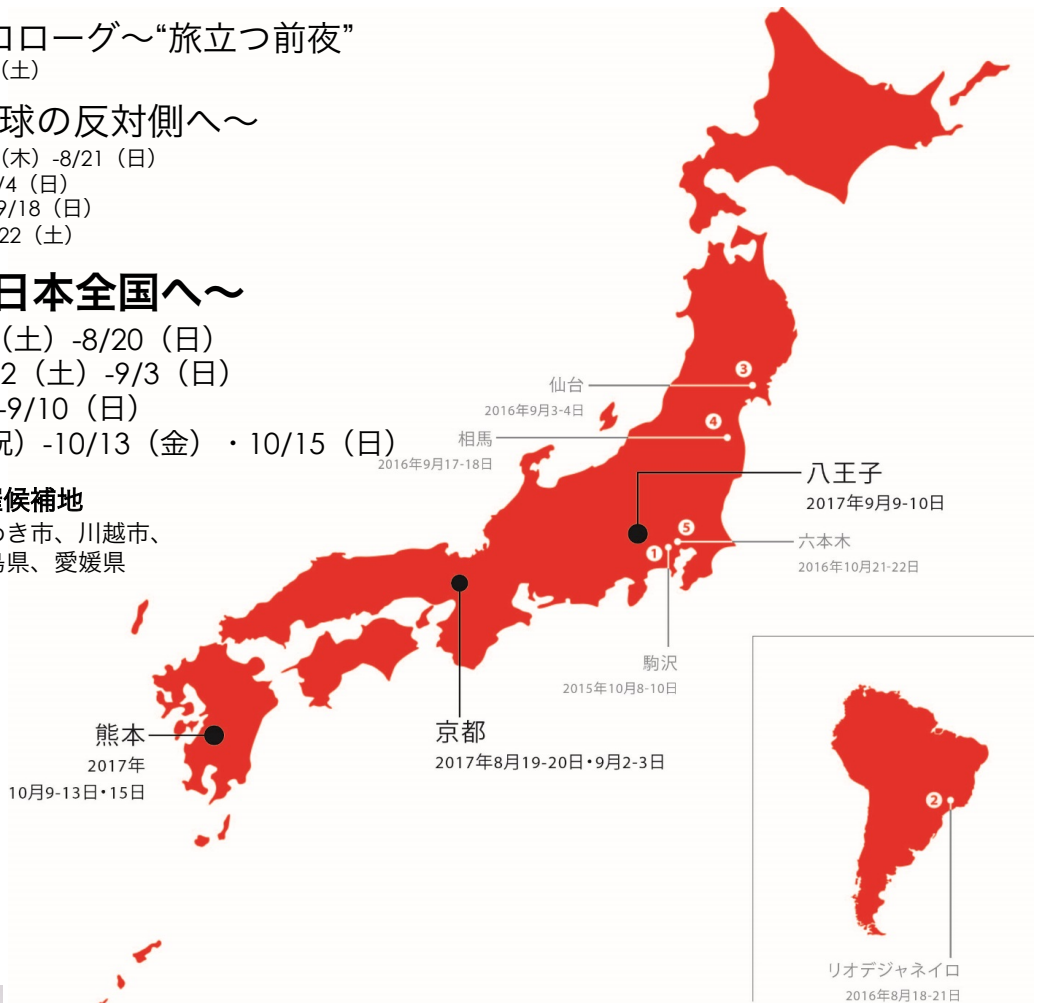 ロローグ～“旅立つ前夜”
（土）
球の反対側へ～
（木）-8/21（日）
/4（日）
9/18（日）
22（土）
日本全国へ～
（土）-8/20（日）
2（土）-9/3（日）
-9/10（日）
祝）-10/13（金）・10/15（日）
候補地
き市、川越市、
県、愛媛県
③
仙台
2016年9月3-4日
④
相馬
2016年9月17-18日
八王子
2017年9月9-10日
⑤
六本木
2016年10月21-22日
①
駒沢
2015年10月8-10日
京都
2017年8月19-20日・9月2-3日
熊本
2017年
10月9-13日・15日
②
リオデジャネイロ
2016年8月18-21日